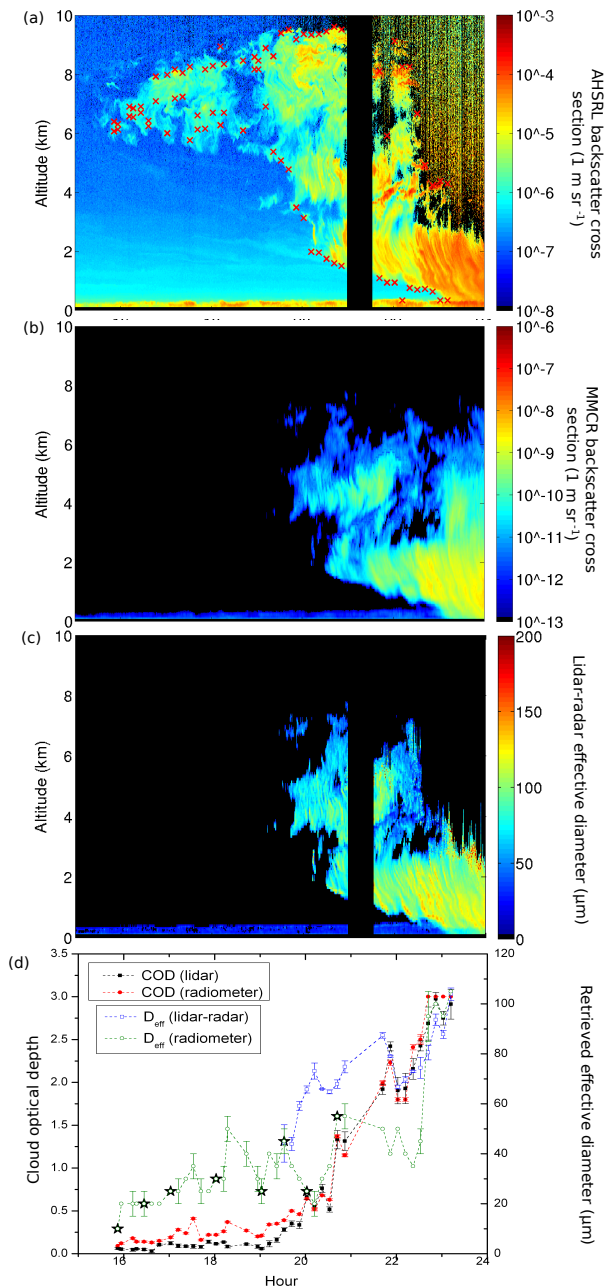 (a)
10
8
6
4
2
0
Altitude (km)
10^-3
10^-4
10^-5
10^-6
10^-7
10^-8
AHSRL backscatter cross
section (1 m sr⁻¹)
(b)
10
8
6
4
2
0
Altitude (km)
10^-6
10^-7
10^-8
10^-9
10^-10
10^-11
10^-12
10^-13
MMCR backscatter cross
section (1 m sr⁻¹)
(c)
10
8
6
4
2
0
Altitude (km)
200
150
100
50
0
Lidar-radar effective diameter (µm)
(d)
3.5
3.0
2.5
2.0
1.5
1.0
0.5
0.0
Cloud optical depth
COD (lidar)
COD (radiometer)
D_eff (lidar-radar)
D_eff (radiometer)
120
100
80
60
40
20
0
Retrieved effective diameter (µm)
16 18 19 20 21 22 24
Hour